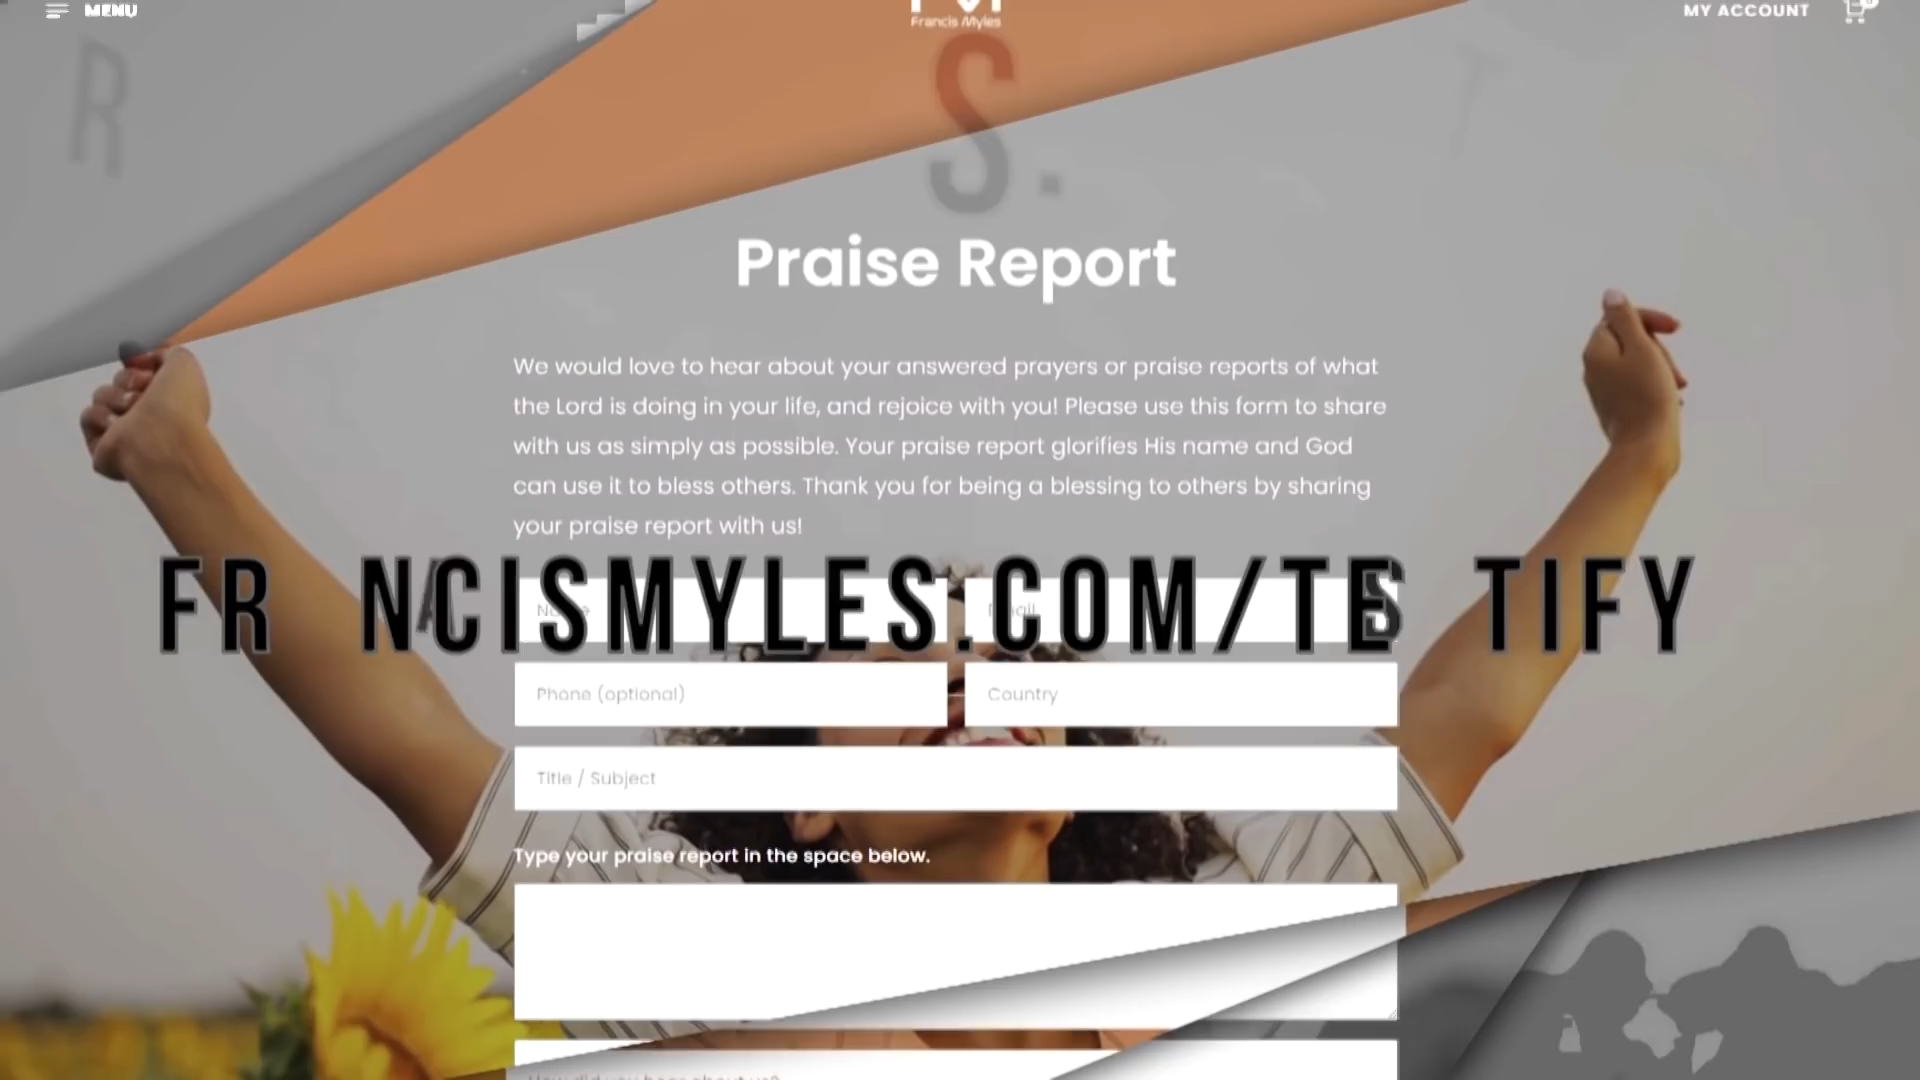 MENU
Francis Myles
MY ACCOUNT
R
S.
T
Praise Report
We would love to hear about your answered prayers or praise reports of what
the Lord is doing in your life, and rejoice with you! Please use this form to share
with us as simply as possible. Your praise report glorifies His name and God
can use it to bless others. Thank you for being a blessing to others by sharing
your praise report with us!
FRANCISMYLES.COM/TESTIFY
Phone (optional)
Country
Title / Subject
Type your praise report in the space below.